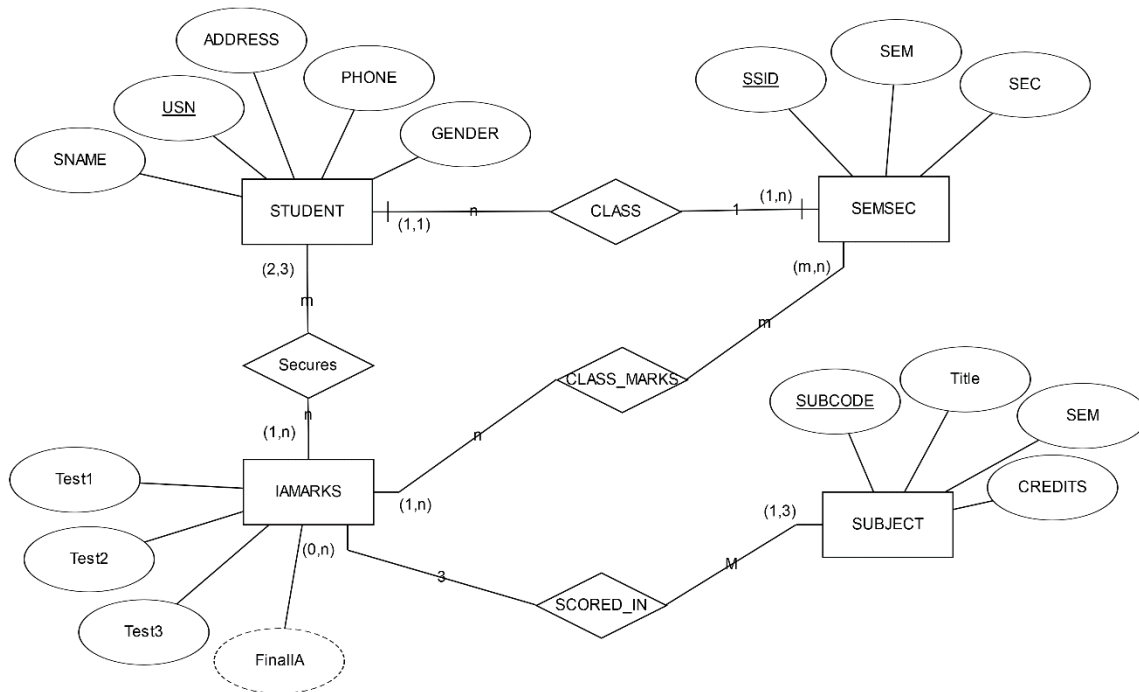 ADDRESS
SEM
PHONE
SSID
SEC
USN
GENDER
SNAME
STUDENT
n
CLASS
1
(1,n)
SEMSEC
(1,1)
(2,3)
(m,n)
m
m
Secures
CLASS_MARKS
Title
SUBCODE
SEM
n
(1,n)
n
Test1
IAMARKS
CREDITS
(1,n)
(1,3)
SUBJECT
Test2
(0,n)
3
M
SCORED_IN
Test3
FinalIA